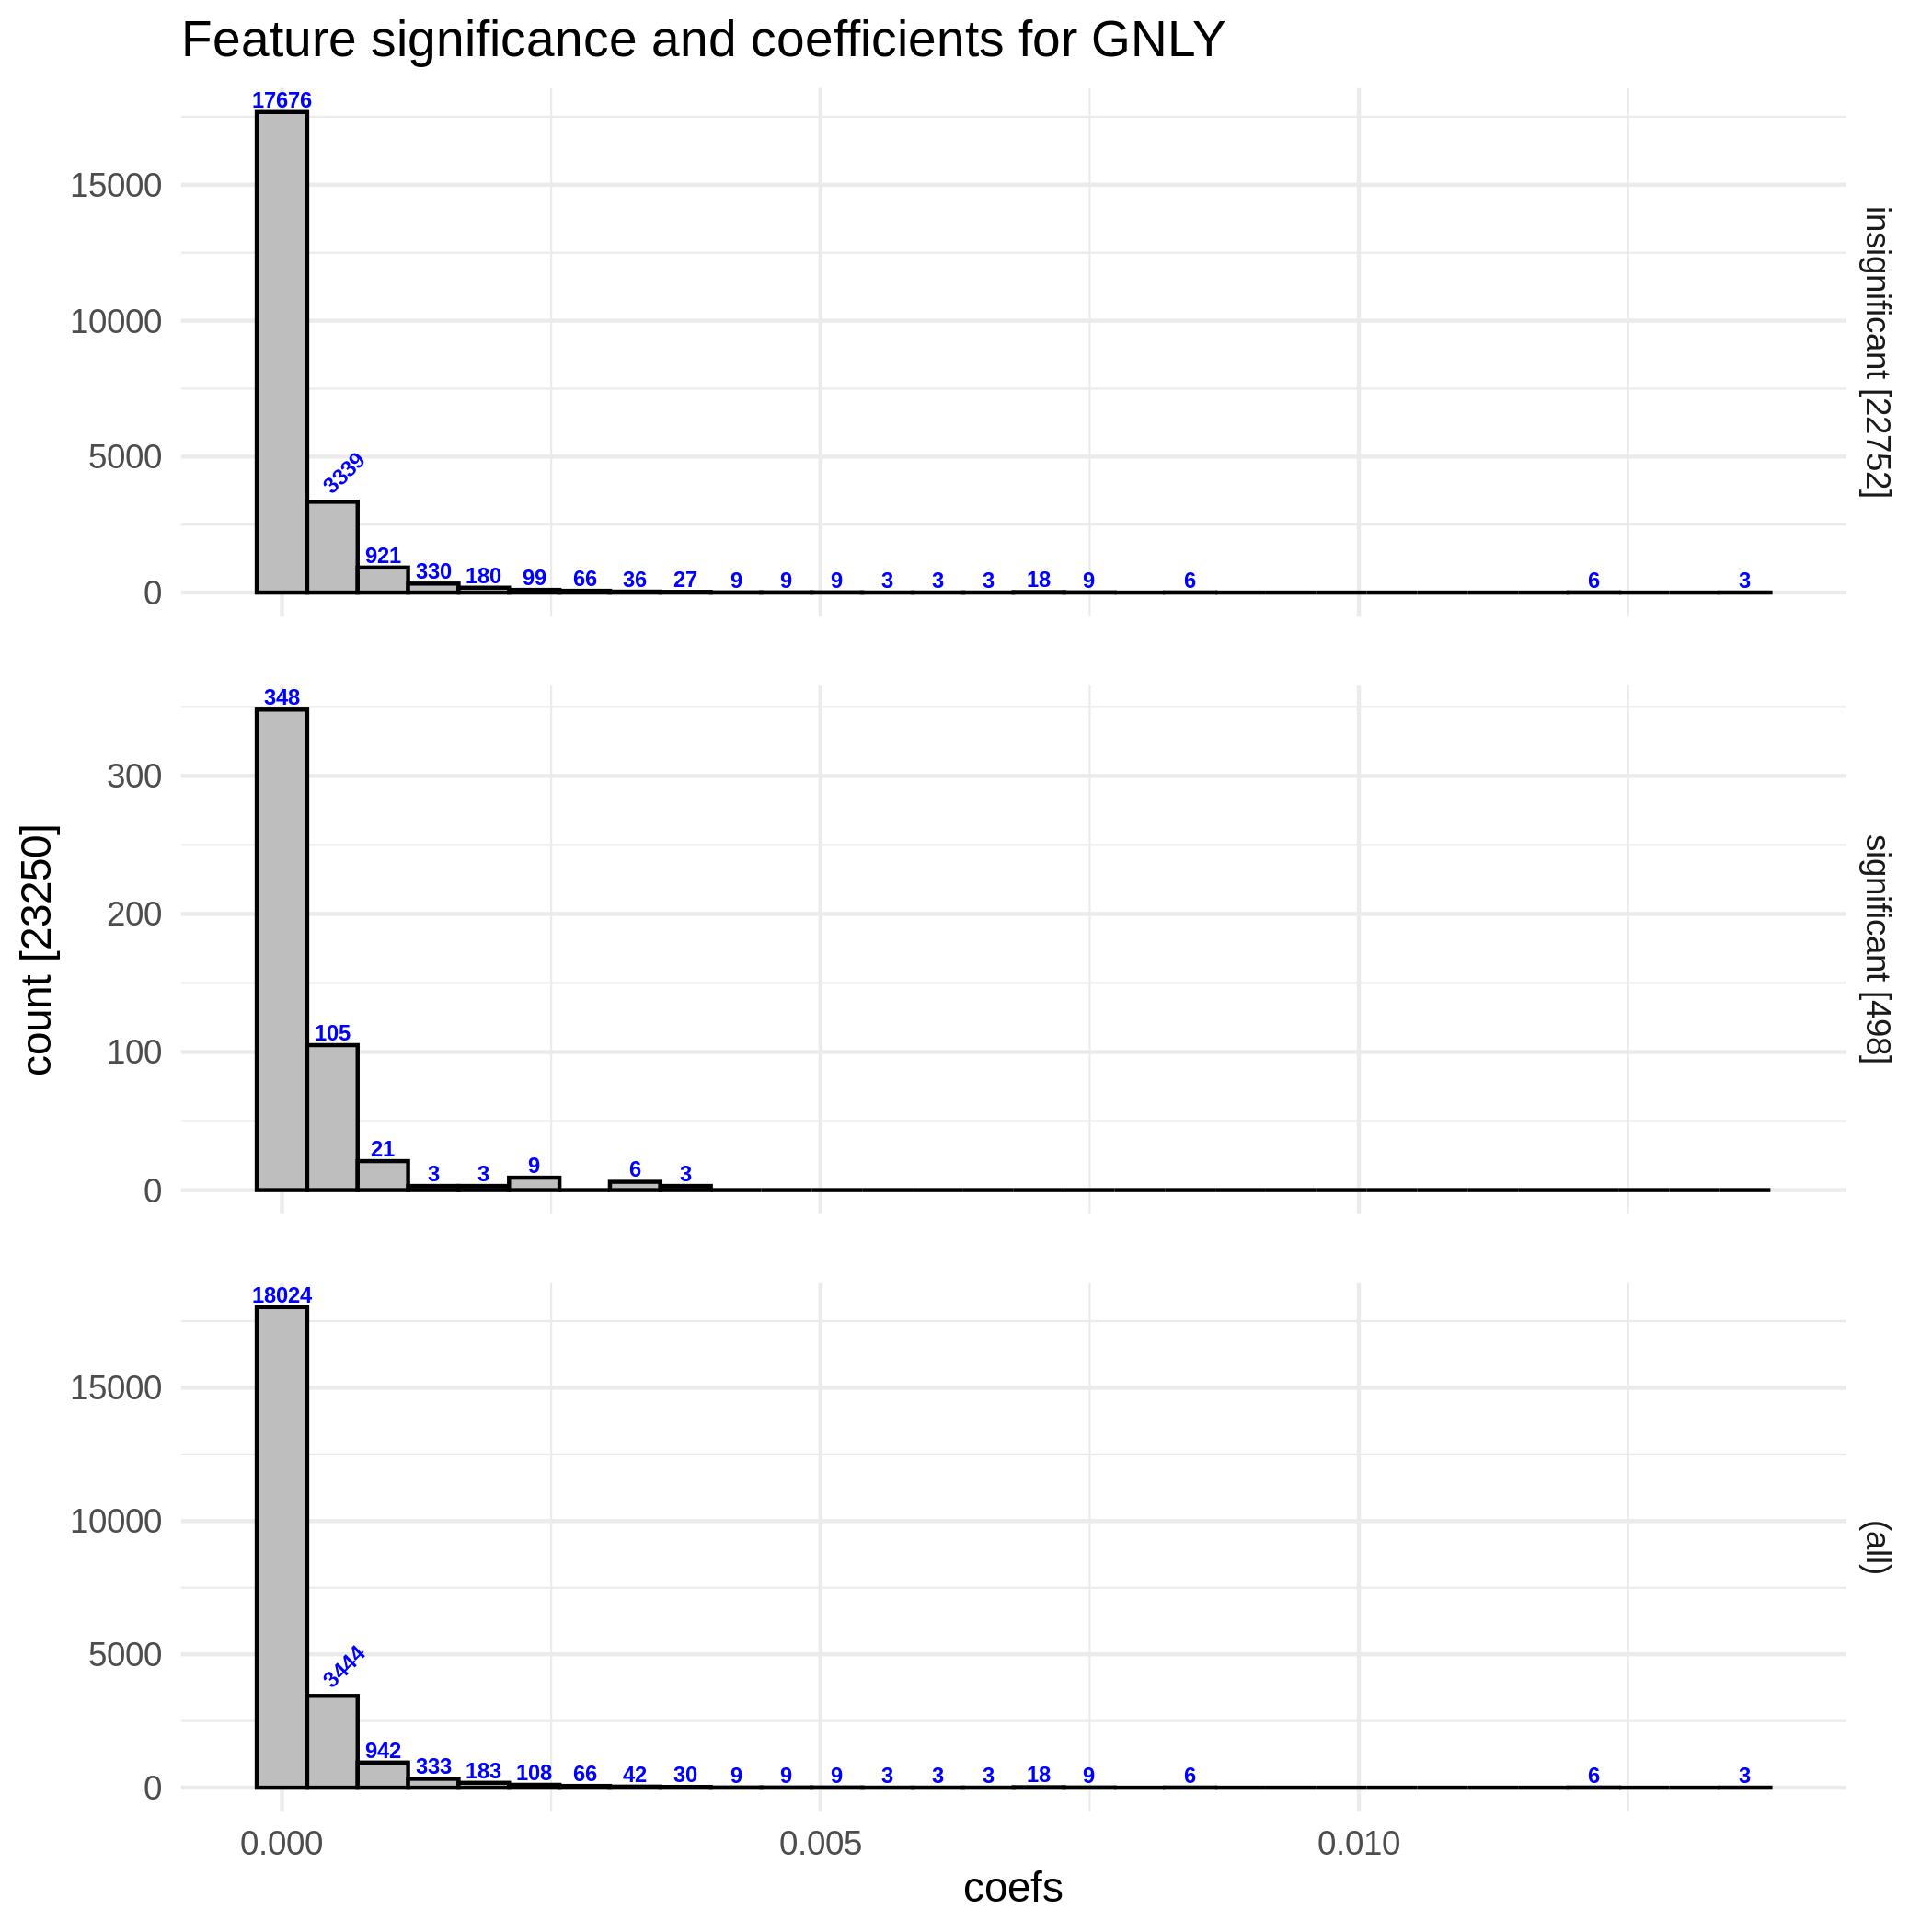 Feature significance and coefficients for GNLY
17676
15000
10000
5000
0
3339
921 330 180 99 66 36 27 9 9 9 3 3 3 18 9 6 6 3
insignificant [22752]
348
300
200
100
0
105
21 3 3 9 6 3
significant [498]
count [23250]
18024
15000
10000
5000
0
3444
942 333 183 108 66 42 30 9 9 9 3 3 3 18 9 6 6 3
(all)
0.000 0.005 0.010
coefs